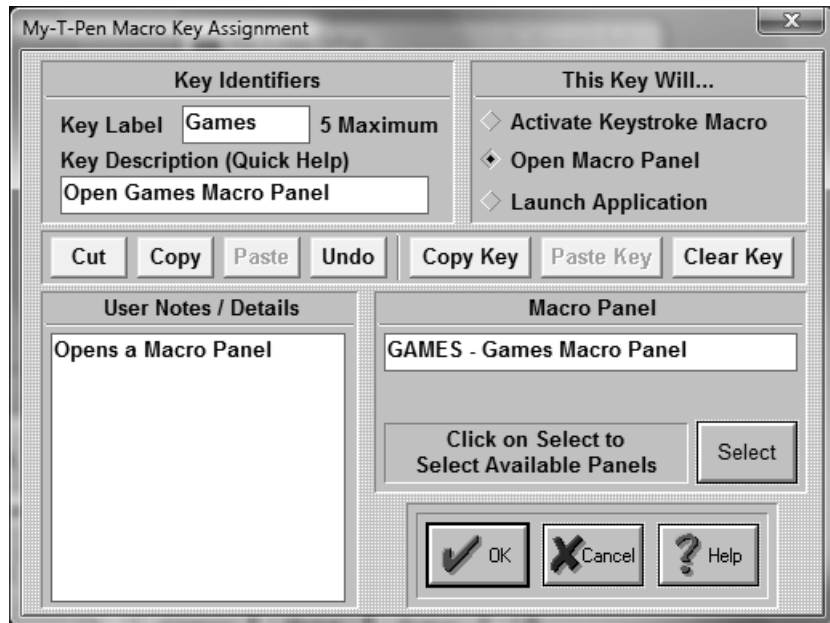 My-T-Pen Macro Key Assignment
Key Identifiers
Key Label Games 5 Maximum
Key Description (Quick Help)
Open Games Macro Panel
This Key Will...
Activate Keystroke Macro
Open Macro Panel
Launch Application
Cut Copy Paste Undo Copy Key Paste Key Clear Key
User Notes / Details
Opens a Macro Panel
Macro Panel
GAMES - Games Macro Panel
Click on Select to
Select Available Panels
Select
OK Cancel Help